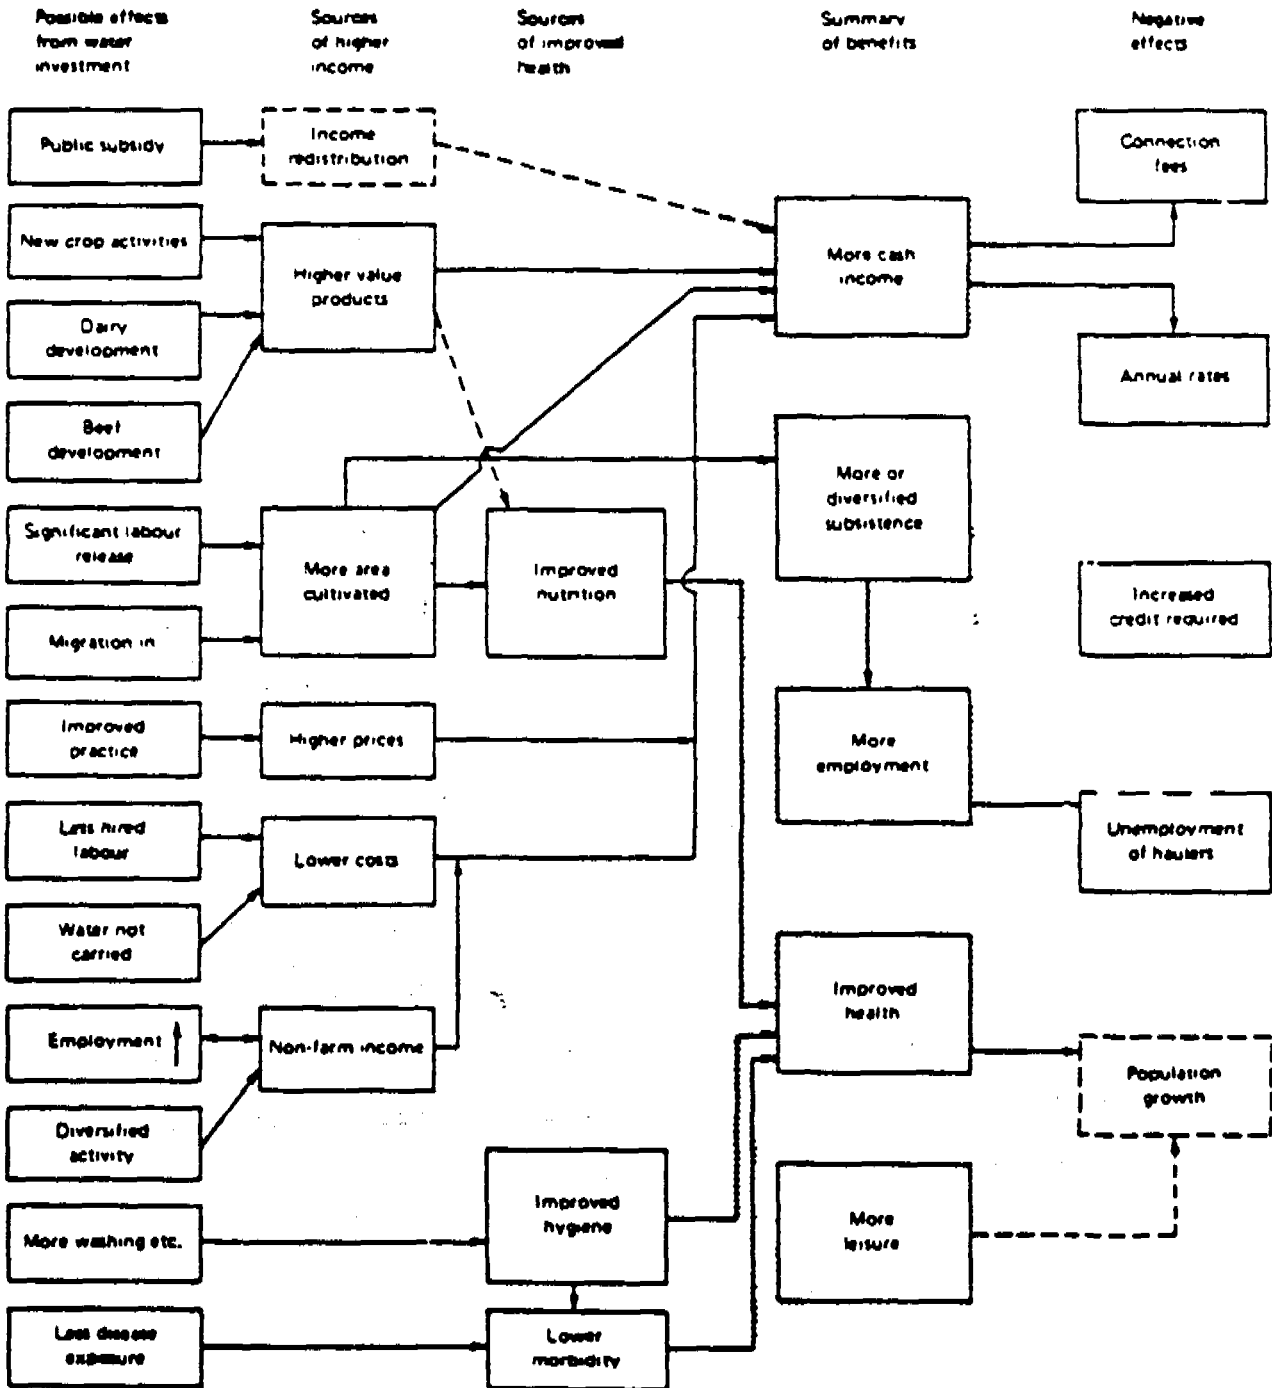 Possible effects
from water
investment
Sources
of higher
income
Sources
of improved
health
Summary
of benefits
Negative
effects
Public subsidy
Income
redistribution
Connection
fees
New crop activities
Higher value
products
More cash
income
Dairy
development
Annual rates
Beef
development
More or
diversified
subsistence
Significant labour
release
More area
cultivated
Improved
nutrition
Increased
credit required
Migration in
Improved
practice
Higher prices
More
employment
Less hired
labour
Lower costs
Unemployment
of haulers
Water not
carried
Improved
health
Employment
Non-farm income
Population
growth
Diversified
activity
Improved
hygiene
More
leisure
More washing etc.
Less disease
exposure
Lower
morbidity